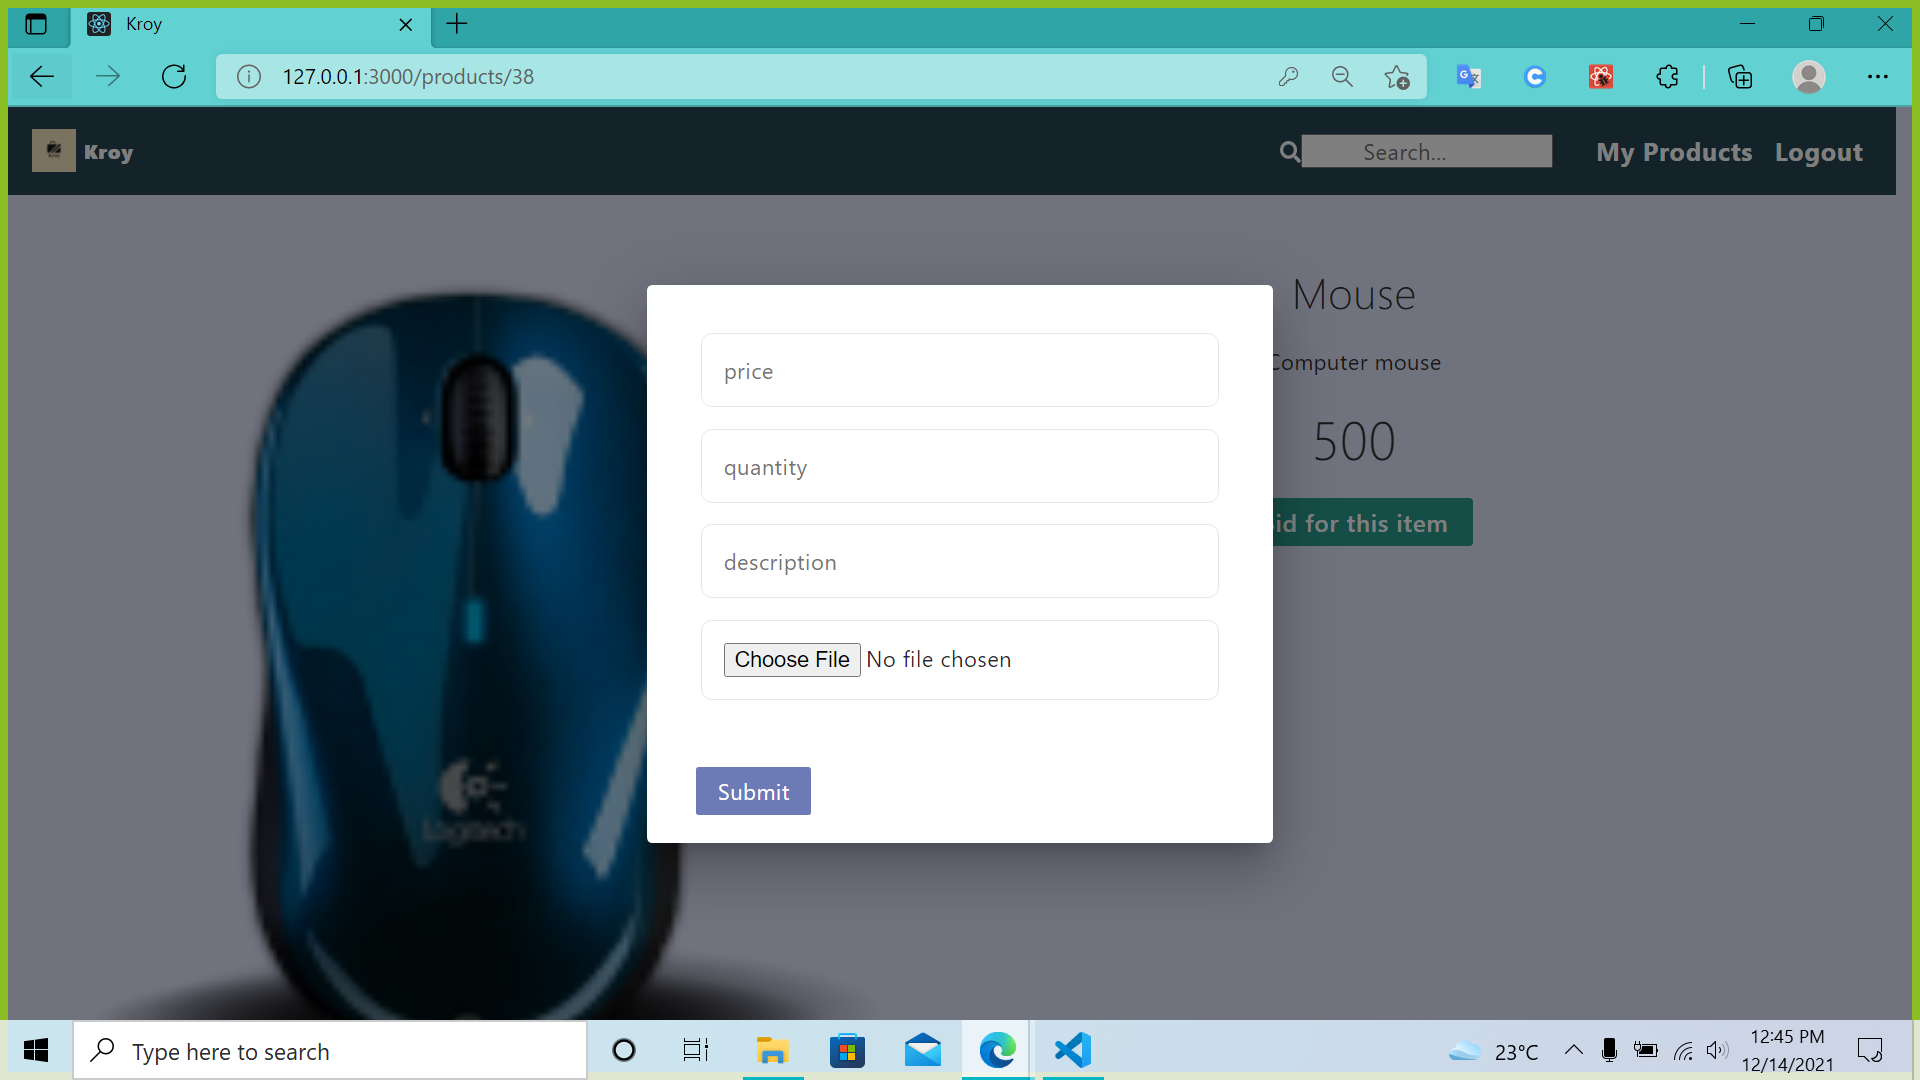 Kroy
127.0.0.1:3000/products/38
Kroy
Search...
My Products
Logout
Mouse
Computer mouse
500
bid for this item
price
quantity
description
Choose File No file chosen
Submit
Logitech
Type here to search
23°C
12:45 PM
12/14/2021